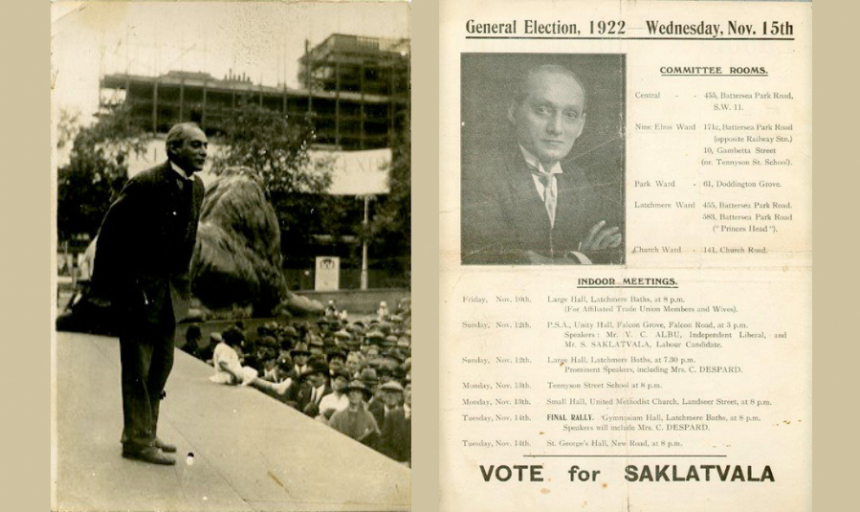 General Election, 1922 Wednesday, Nov. 15th
COMMITTEE ROOMS.
Central - - 455, Battersea Park Road,
S.W. 11.
Nine Elms Ward 171c, Battersea Park Road
(opposite Railway Stn.)
10, Gambetta Street
(nr. Tennyson St. School).
Park Ward - 61, Doddington Grove.
Latchmere Ward 455, Battersea Park Road.
583, Battersea Park Road
("Princes Head").
Church Ward - 141, Church Road.
INDOOR MEETINGS.
Friday, Nov. 10th. Large Hall, Latchmere Baths, at 8 p.m.
(For Affiliated Trade Union Members and Wives).
Sunday, Nov. 12th. P.S.A., Unity Hall, Falcon Grove, Falcon Road, at 3 p.m.
Speakers: Mr. V. C. ALBU, Independent Liberal, and
Mr. S. SAKLATVALA, Labour Candidate.
Sunday, Nov. 12th. Large Hall, Latchmere Baths, at 7.30 p.m.
Prominent Speakers, including Mrs. C. DESPARD.
Monday, Nov. 13th. Tennyson Street School at 8 p.m.
Monday, Nov. 13th. Small Hall, United Methodist Church, Landseer Street, at 8 p.m.
Tuesday, Nov. 14th. FINAL RALLY. Gymnasium Hall, Latchmere Baths, at 8 p.m.
Speakers will include Mrs. C. DESPARD.
Tuesday, Nov. 14th. St. George's Hall, New Road, at 8 p.m.
VOTE for SAKLATVALA